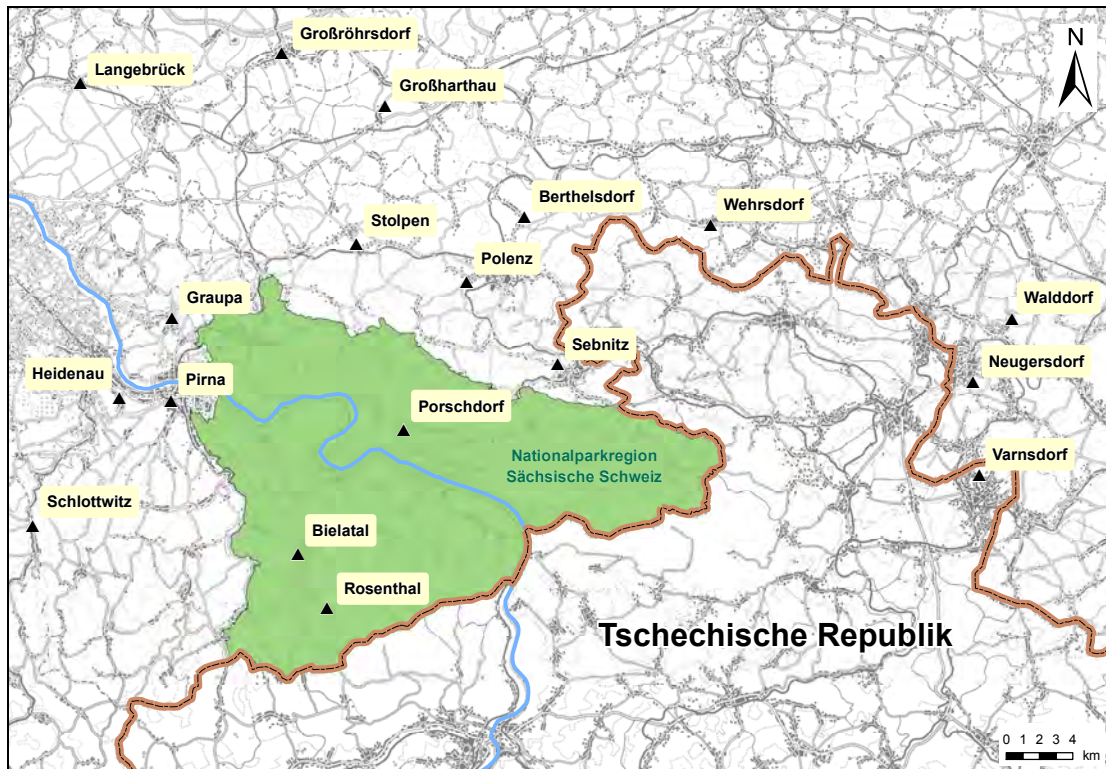 Großröhrsdorf
N
Langebrück
Großharthau
Berthelsdorf
Wehrsdorf
Stolpen
Polenz
Graupa
Walddorf
Sebnitz
Neugersdorf
Heidenau
Pirna
Porschdorf
Nationalparkregion
Sächsische Schweiz
Varnsdorf
Schlottwitz
Bielatal
Rosenthal
Tschechische Republik
0 1 2 3 4
km